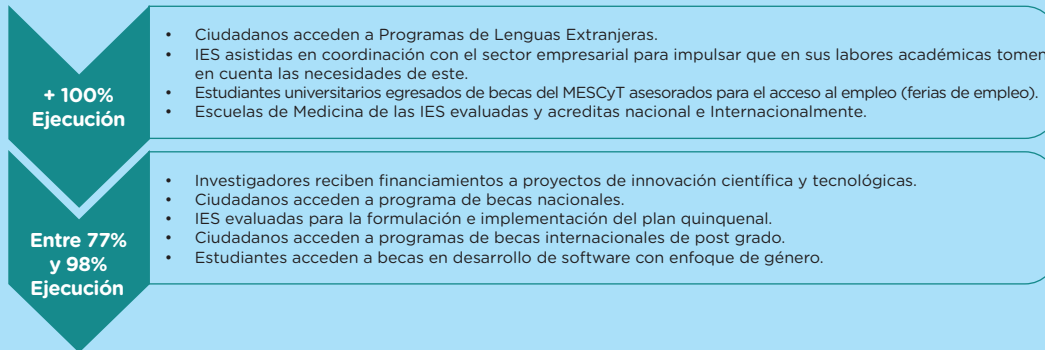 + 100%
Ejecución
• Ciudadanos acceden a Programas de Lenguas Extranjeras.
• IES asistidas en coordinación con el sector empresarial para impulsar que en sus labores académicas tomen
en cuenta las necesidades de este.
• Estudiantes universitarios egresados de becas del MESCyT asesorados para el acceso al empleo (ferias de empleo).
• Escuelas de Medicina de las IES evaluadas y acreditas nacional e Internacionalmente.
Entre 77%
y 98%
Ejecución
• Investigadores reciben financiamientos a proyectos de innovación científica y tecnológicas.
• Ciudadanos acceden a programa de becas nacionales.
• IES evaluadas para la formulación e implementación del plan quinquenal.
• Ciudadanos acceden a programas de becas internacionales de post grado.
• Estudiantes acceden a becas en desarrollo de software con enfoque de género.